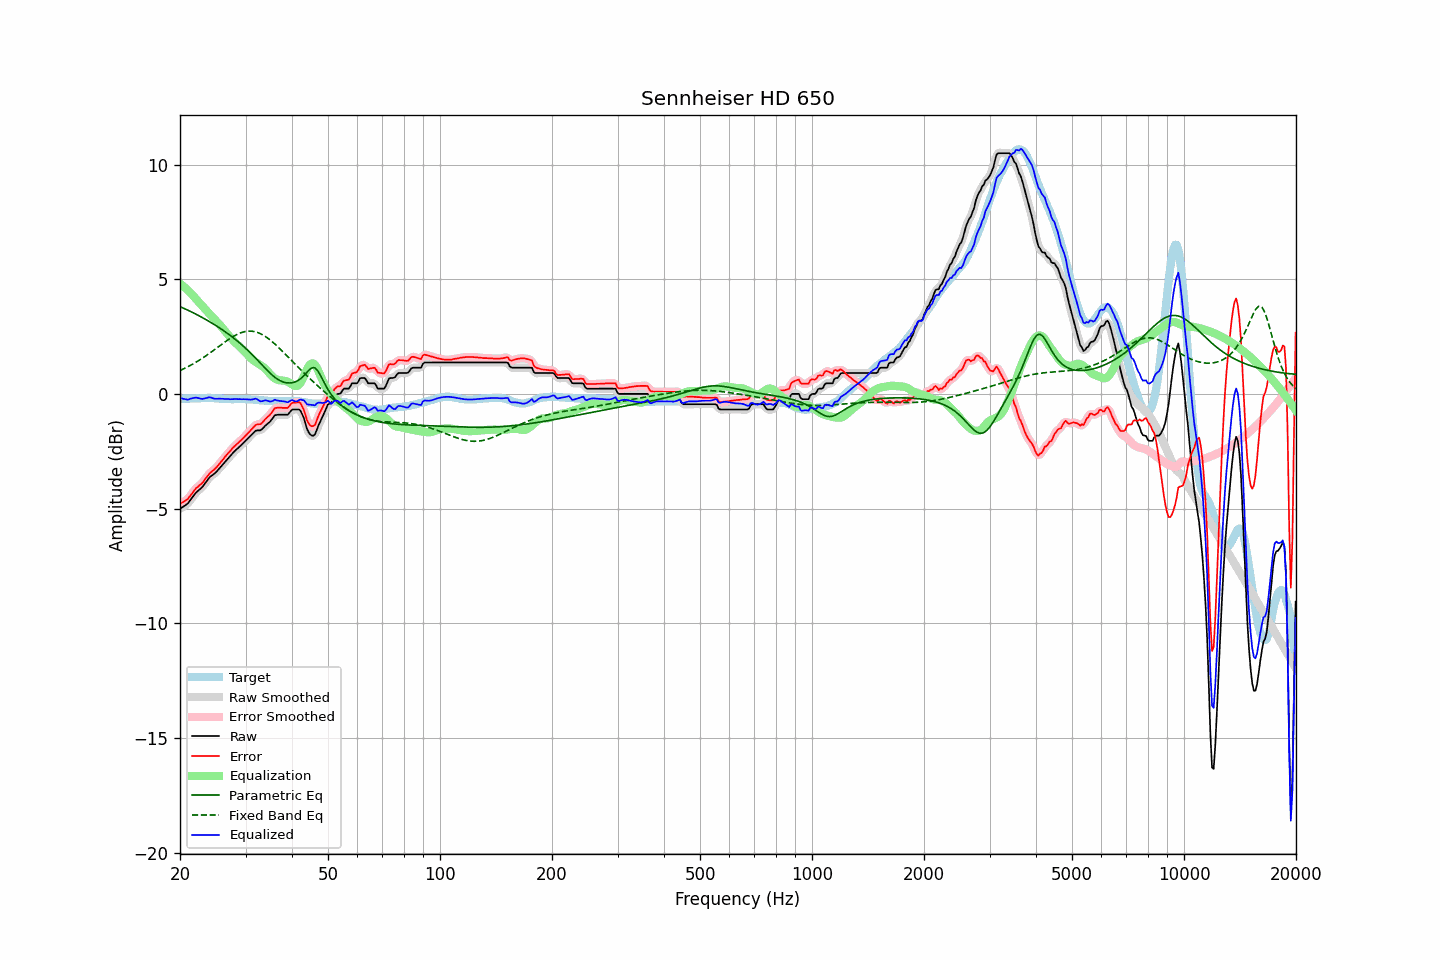 Sennheiser HD 650
10
5
0
−5
−10
−15
−20
Amplitude (dBr)
Target
Raw Smoothed
Error Smoothed
Raw
Error
Equalization
Parametric Eq
Fixed Band Eq
Equalized
20 50 100 200 500 1000 2000 5000 10000 20000
Frequency (Hz)